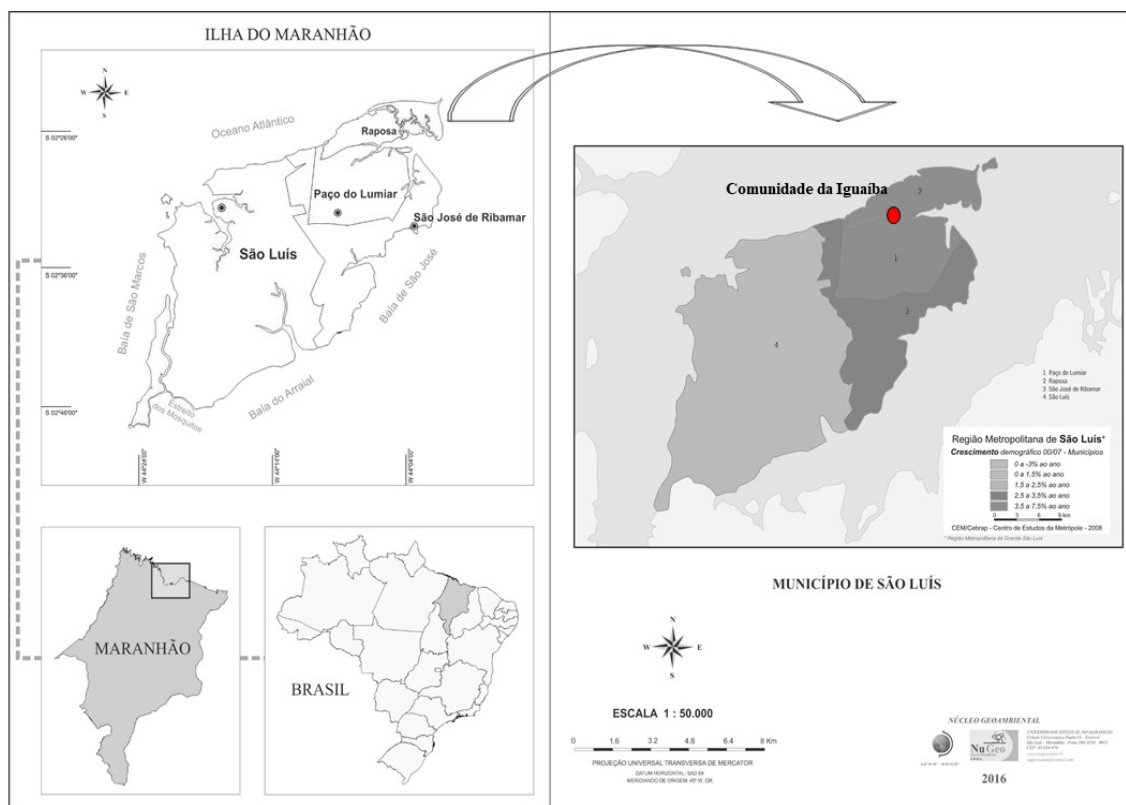 ILHA DO MARANHÃO
N
W E
S
Oceano Atlântico
Raposa
S 02°26'00"
Paço do Lumiar
São José de Ribamar
São Luís
S 02°36'00"
Baía de São Marcos
Baía de São José
Baía do Arraial
Estreito
dos Mosquitos
S 02°46'00"
W 44°24'00"
W 44°14'00"
W 44°04'00"
MARANHÃO
BRASIL
Comunidade da Iguaíba
2
1
3
4
1 Paço do Lumiar
2 Raposa
3 São José de Ribamar
4 São Luís
Região Metropolitana de São Luís*
Crescimento demográfico 00/07 - Municípios
0 a -3% ao ano
0 a 1,5% ao ano
1,5 a 2,5% ao ano
2,5 a 3,5% ao ano
3,5 a 7,5% ao ano
0 3 6 9 km
CEM/Cebrap - Centro de Estudos da Metrópole - 2008
* Região Metropolitana da Grande São Luís
MUNICÍPIO DE SÃO LUÍS
N
W E
S
ESCALA 1 : 50.000
0 1.6 3.2 4.8 6.4 8 Km
PROJEÇÃO UNIVERSAL TRANSVERSA DE MERCATOR
DATUM HORIZONTAL: SAD 69
MERIDIANO DE ORIGEM: 45º W. GR.
NÚCLEO GEOAMBIENTAL
NuGeo
UEMA
UNIVERSIDADE ESTADUAL DO MARANHÃO
2016